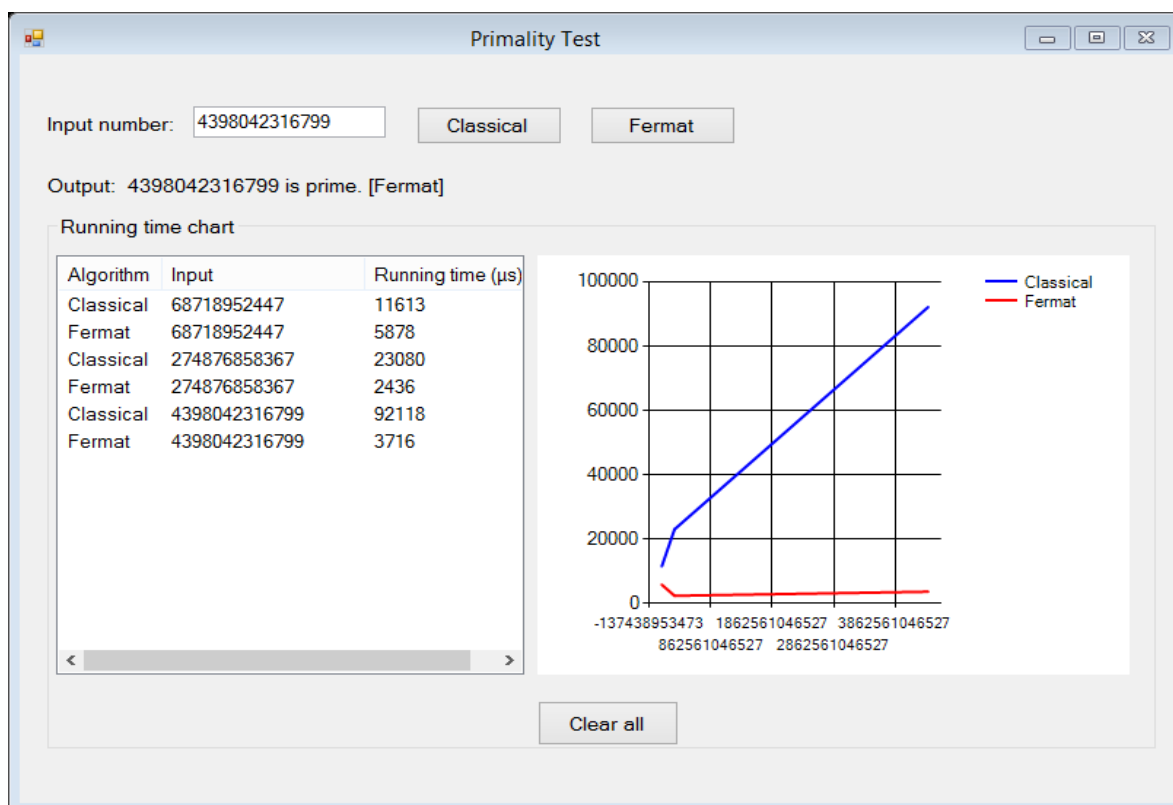 Primality Test
Input number: 4398042316799 Classical Fermat
Output: 4398042316799 is prime. [Fermat]
Running time chart
Algorithm Input Running time (µs)
Classical 68718952447 11613
Fermat 68718952447 5878
Classical 274876858367 23080
Fermat 274876858367 2436
Classical 4398042316799 92118
Fermat 4398042316799 3716
100000
80000
60000
40000
20000
0
-137438953473 1862561046527 3862561046527
862561046527 2862561046527
Classical
Fermat
Clear all